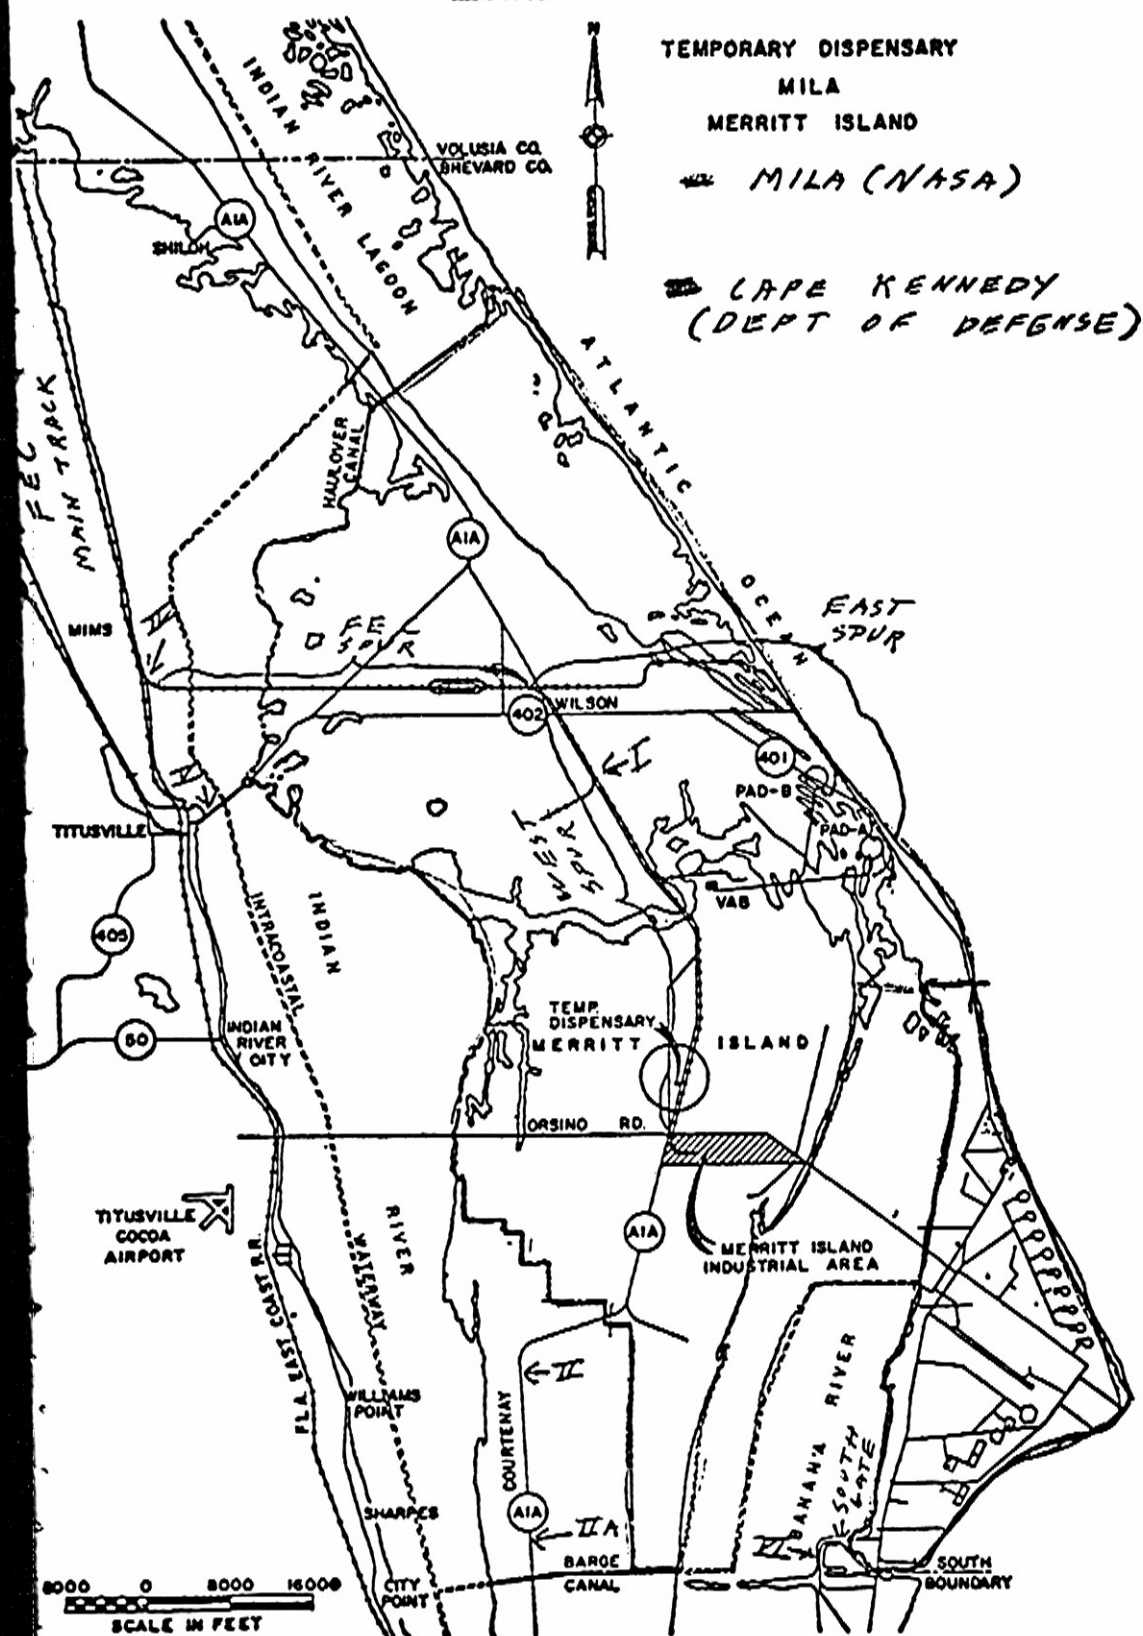 TEMPORARY DISPENSARY
MILA
MERRITT ISLAND
MILA (NASA)
CAPE KENNEDY
(DEPT OF DEFENSE)
N
INDIAN RIVER LAGOON
VOLUSIA CO.
BREVARD CO.
A1A
SHILOH
ATLANTIC OCEAN
FEC
MAIN TRACK
HAULOVER
CANAL
A1A
MIMS
FEC
SPUR
EAST
SPUR
WILSON
402
401
I
PAD-B
PAD-A
WEST
SPUR
VAB
TITUSVILLE
405
INDIAN RIVER
INTRACOASTAL WATERWAY
50
INDIAN
RIVER
CITY
TEMP.
DISPENSARY
MERRITT ISLAND
ORSINO RD.
TITUSVILLE
COCOA
AIRPORT
A1A
MERRITT ISLAND
INDUSTRIAL AREA
FLA. EAST COAST R.R.
WILLIAMS
POINT
II
COURTENAY
BANANA RIVER
SOUTH
GATE
SHARPES
A1A
II A
BARGE
CANAL
CITY
POINT
SOUTH
BOUNDARY
8000 0 8000 16000
SCALE IN FEET